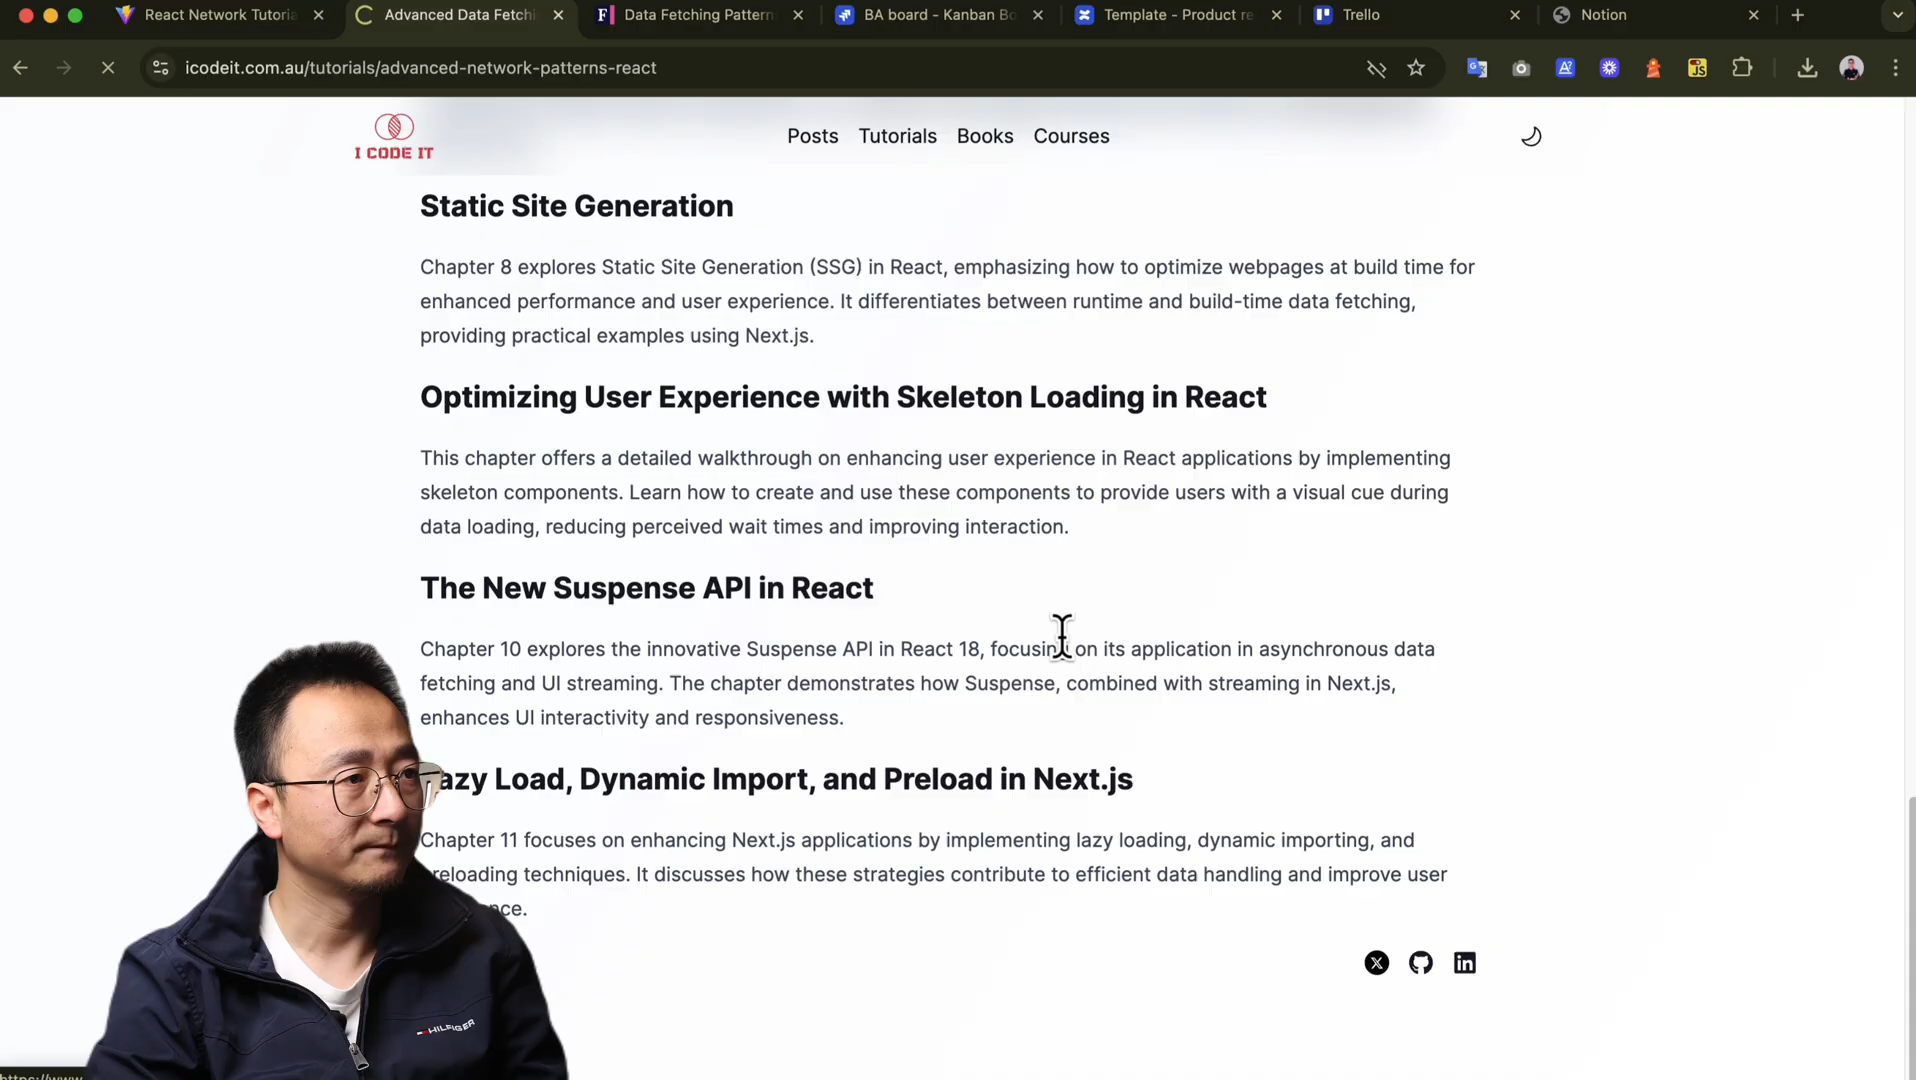 React Network Tutoria
Advanced Data Fetchi
Data Fetching Pattern
BA board - Kanban Bo
Template - Product re
Trello
Notion
icodeit.com.au/tutorials/advanced-network-patterns-react
I CODE IT
Posts
Tutorials
Books
Courses
Static Site Generation
Chapter 8 explores Static Site Generation (SSG) in React, emphasizing how to optimize webpages at build time for
enhanced performance and user experience. It differentiates between runtime and build-time data fetching,
providing practical examples using Next.js.
Optimizing User Experience with Skeleton Loading in React
This chapter offers a detailed walkthrough on enhancing user experience in React applications by implementing
skeleton components. Learn how to create and use these components to provide users with a visual cue during
data loading, reducing perceived wait times and improving interaction.
The New Suspense API in React
Chapter 10 explores the innovative Suspense API in React 18, focusing on its application in asynchronous data
fetching and UI streaming. The chapter demonstrates how Suspense, combined with streaming in Next.js,
enhances UI interactivity and responsiveness.
azy Load, Dynamic Import, and Preload in Next.js
Chapter 11 focuses on enhancing Next.js applications by implementing lazy loading, dynamic importing, and
reloading techniques. It discusses how these strategies contribute to efficient data handling and improve user
nce.
HILFIGER